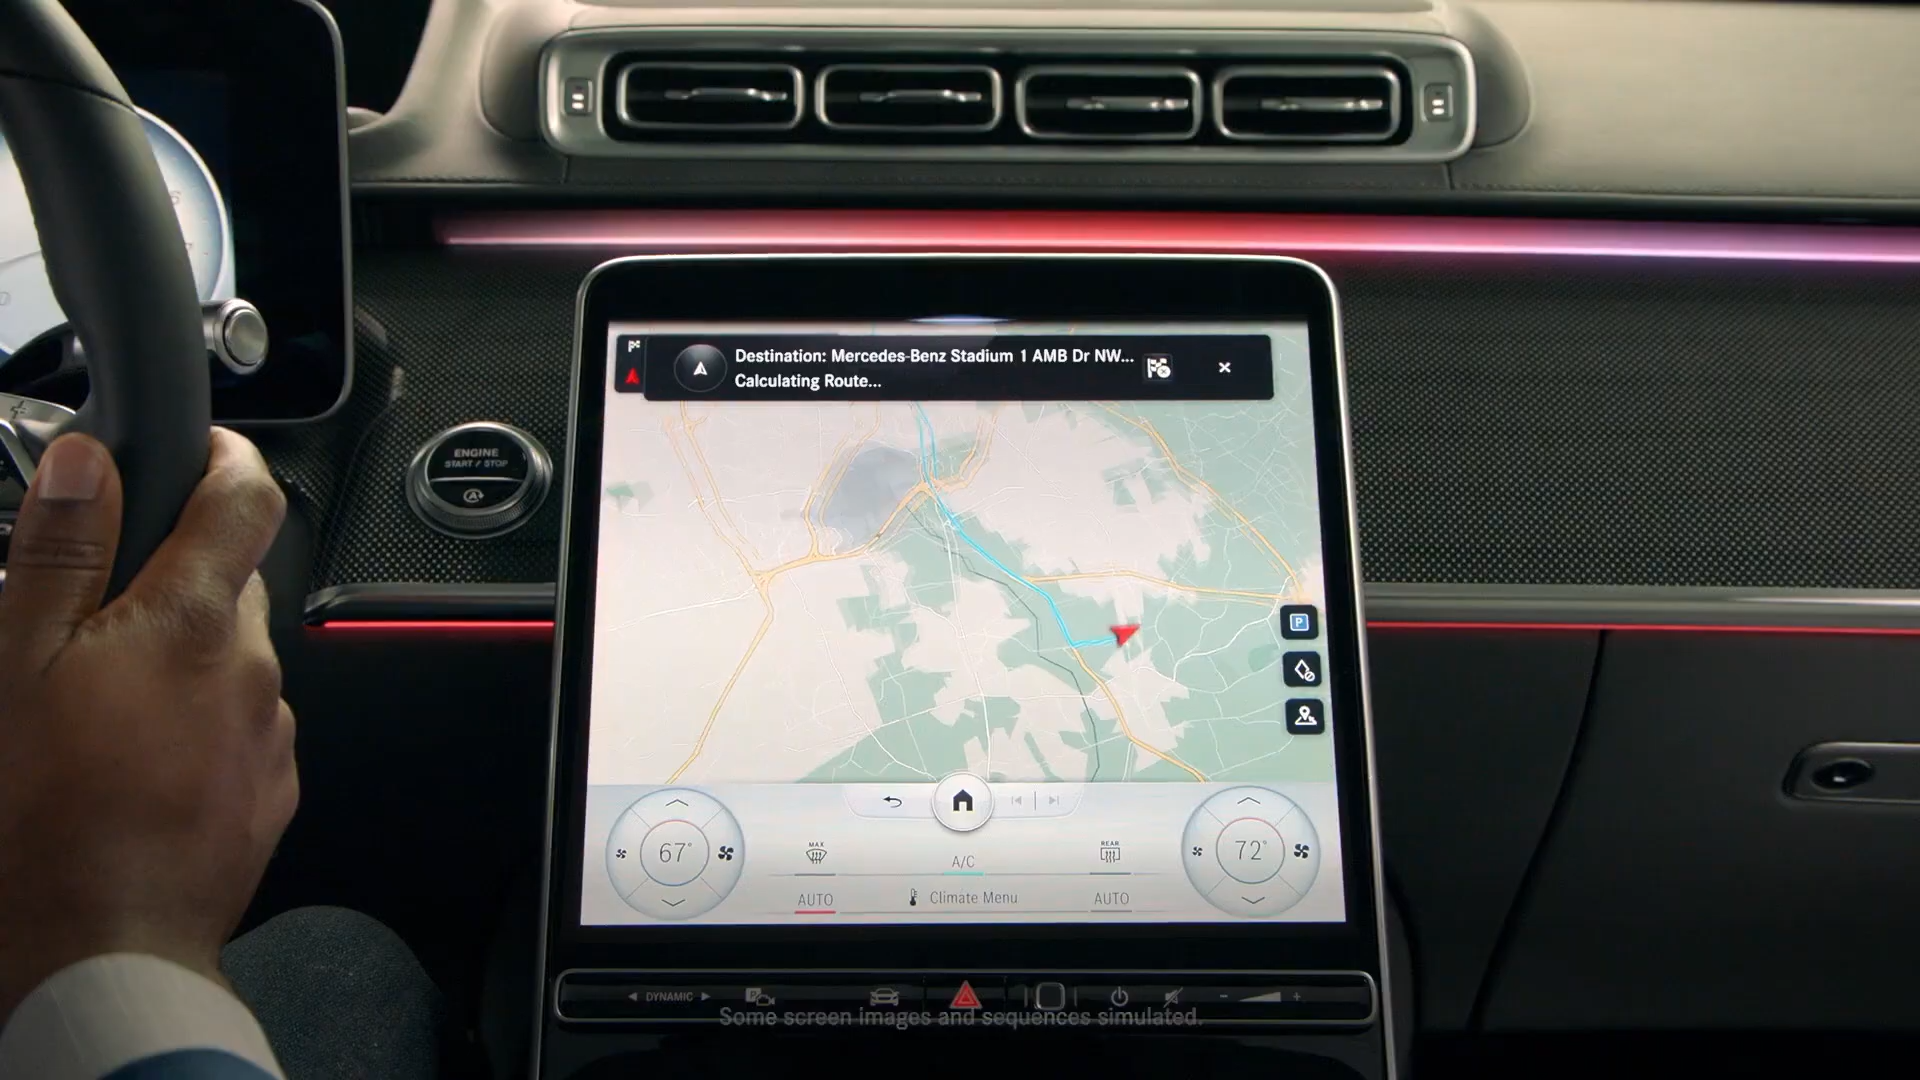 Destination: Mercedes-Benz Stadium 1 AMB Dr NW...
Calculating Route...
ENGINE
START / STOP
A
P
67°
MAX
A/C
REAR
72°
AUTO
Climate Menu
AUTO
DYNAMIC
Some screen images and sequences simulated.